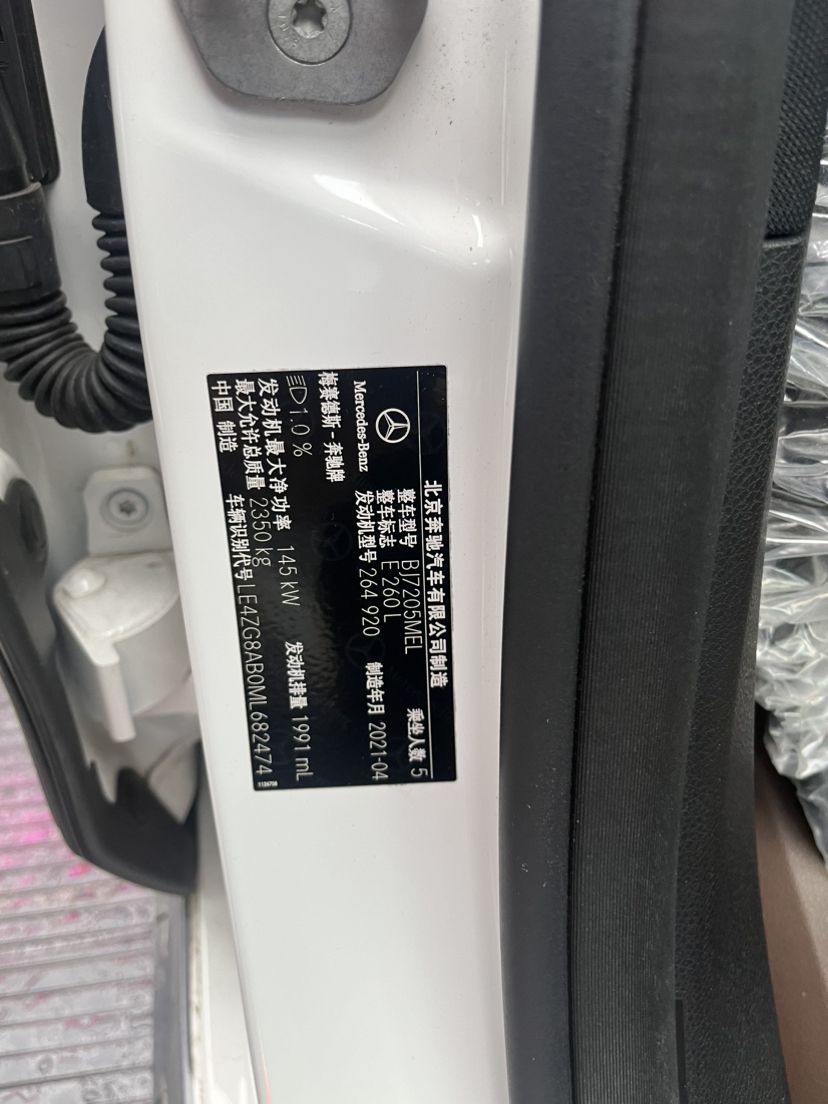 北京奔驰汽车有限公司制造
整车型号 BJ7205MEL 乘坐人数 5
整车标志 E 260 L
Mercedes-Benz 发动机型号 264 920 制造年月 2021-04
梅赛德斯-奔驰牌
1.0 %
发动机最大净功率 145 kW 发动机排量 1991 mL
最大允许总质量 2350 kg
中国 制造 车辆识别代号 LE4ZG8AB0ML682474